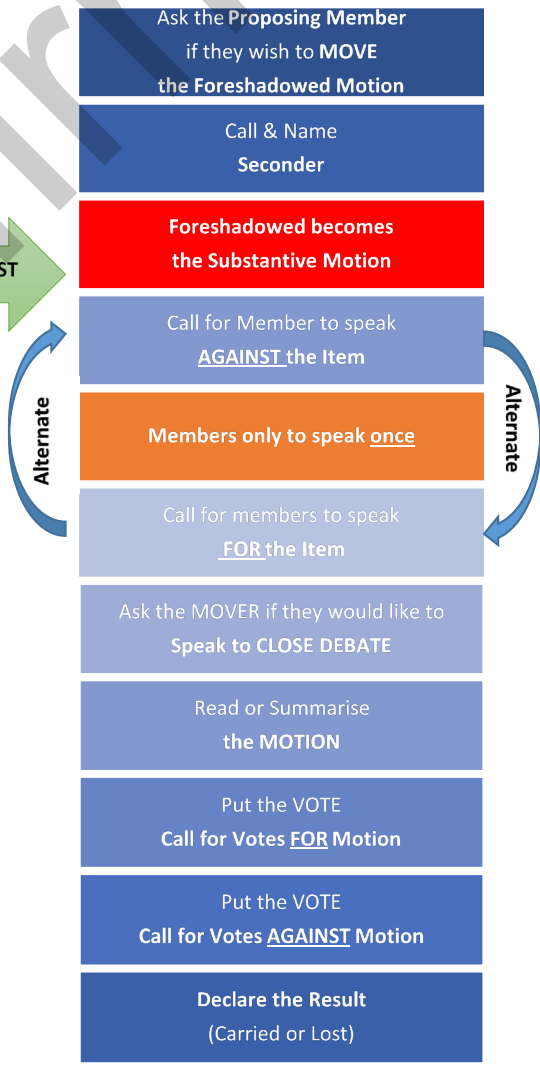 Ask the Proposing Member
if they wish to MOVE
the Foreshadowed Motion
Call & Name
Seconder
Foreshadowed becomes
the Substantive Motion
ST
Call for Member to speak
AGAINST the Item
Alternate
Alternate
Members only to speak once
Call for members to speak
FOR the Item
Ask the MOVER if they would like to
Speak to CLOSE DEBATE
Read or Summarise
the MOTION
Put the VOTE
Call for Votes FOR Motion
Put the VOTE
Call for Votes AGAINST Motion
Declare the Result
(Carried or Lost)